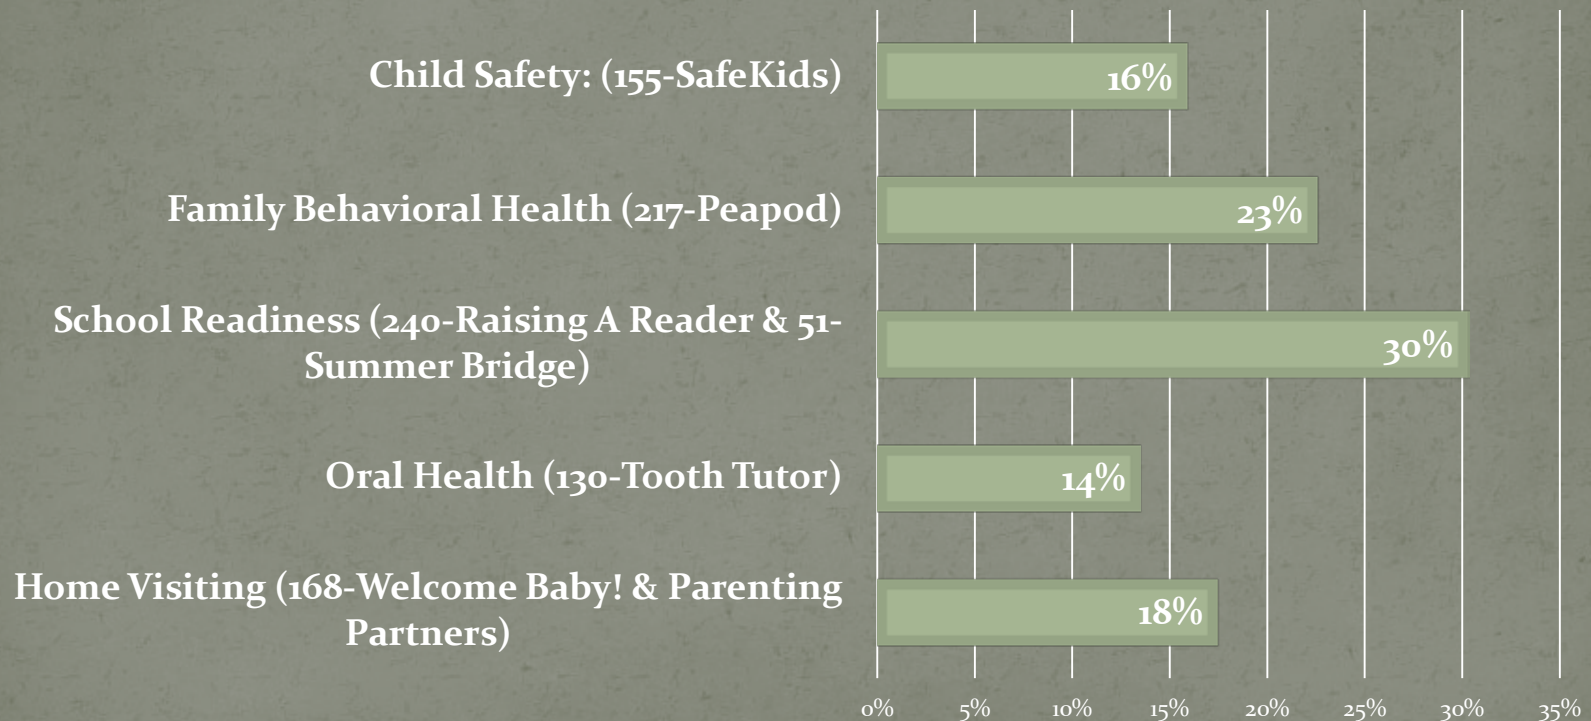 Child Safety: (155-SafeKids)
16%
Family Behavioral Health (217-Peapod)
23%
School Readiness (240-Raising A Reader & 51-
Summer Bridge)
30%
Oral Health (130-Tooth Tutor)
14%
Home Visiting (168-Welcome Baby! & Parenting
Partners)
18%
0% 5% 10% 15% 20% 25% 30% 35%